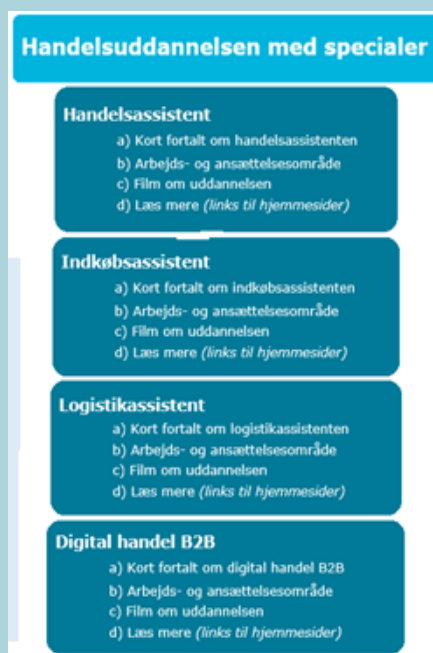 Handelsuddannelsen med specialer
Handelsassistent
a) Kort fortalt om handelsassistenten
b) Arbejds- og ansættelsesområde
c) Film om uddannelsen
d) Læs mere (links til hjemmesider)
Indkøbsassistent
a) Kort fortalt om indkøbsassistenten
b) Arbejds- og ansættelsesområde
c) Film om uddannelsen
d) Læs mere (links til hjemmesider)
Logistikassistent
a) Kort fortalt om logistikassistenten
b) Arbejds- og ansættelsesområde
c) Film om uddannelsen
d) Læs mere (links til hjemmesider)
Digital handel B2B
a) Kort fortalt om digital handel B2B
b) Arbejds- og ansættelsesområde
c) Film om uddannelsen
d) Læs mere (links til hjemmesider)